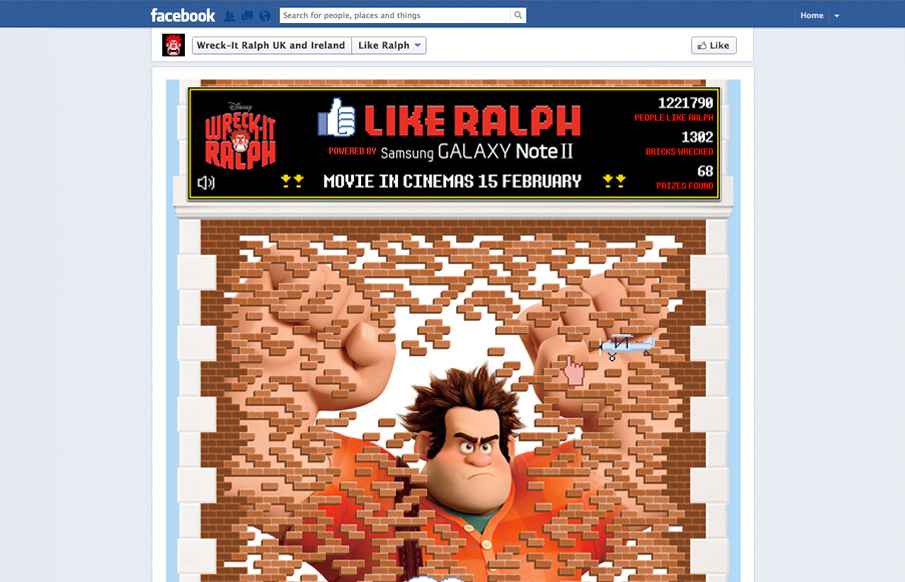 facebook
Search for people, places and things
Home
Wreck-It Ralph UK and Ireland
Like Ralph
Like
Disney
WRECK-IT
RALPH
LIKE RALPH
POWERED BY Samsung GALAXY Note II
MOVIE IN CINEMAS 15 FEBRUARY
1221790
PEOPLE LIKE RALPH
1302
BRICKS WRECKED
68
PRIZES FOUND